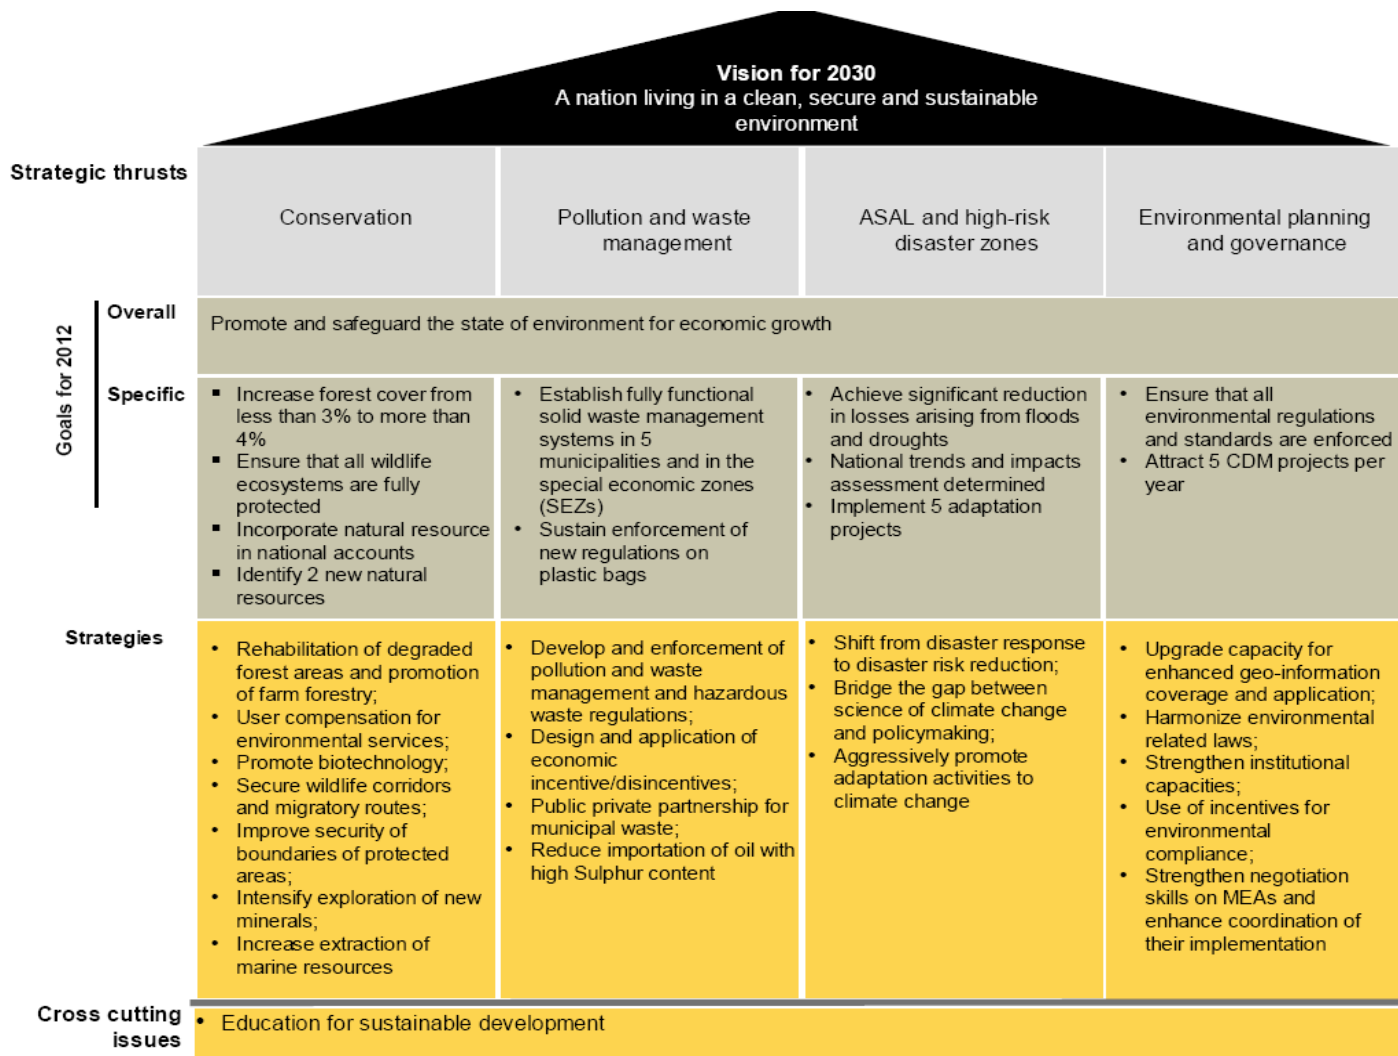 Vision for 2030
A nation living in a clean, secure and sustainable
environment
Strategic thrusts
Conservation
Pollution and waste
management
ASAL and high-risk
disaster zones
Environmental planning
and governance
Goals for 2012
Overall
Promote and safeguard the state of environment for economic growth
Specific
▪ Increase forest cover from
less than 3% to more than
4%
▪ Ensure that all wildlife
ecosystems are fully
protected
▪ Incorporate natural resource
in national accounts
▪ Identify 2 new natural
resources
• Establish fully functional
solid waste management
systems in 5
municipalities and in the
special economic zones
(SEZs)
• Sustain enforcement of
new regulations on
plastic bags
• Achieve significant reduction
in losses arising from floods
and droughts
• National trends and impacts
assessment determined
• Implement 5 adaptation
projects
• Ensure that all
environmental regulations
and standards are enforced
• Attract 5 CDM projects per
year
Strategies
• Rehabilitation of degraded
forest areas and promotion
of farm forestry;
• User compensation for
environmental services;
• Promote biotechnology;
• Secure wildlife corridors
and migratory routes;
• Improve security of
boundaries of protected
areas;
• Intensify exploration of new
minerals;
• Increase extraction of
marine resources
• Develop and enforcement of
pollution and waste
management and hazardous
waste regulations;
• Design and application of
economic
incentive/disincentives;
• Public private partnership for
municipal waste;
• Reduce importation of oil with
high Sulphur content
• Shift from disaster response
to disaster risk reduction;
• Bridge the gap between
science of climate change
and policymaking;
• Aggressively promote
adaptation activities to
climate change
• Upgrade capacity for
enhanced geo-information
coverage and application;
• Harmonize environmental
related laws;
• Strengthen institutional
capacities;
• Use of incentives for
environmental
compliance;
• Strengthen negotiation
skills on MEAs and
enhance coordination of
their implementation
Cross cutting
issues
• Education for sustainable development